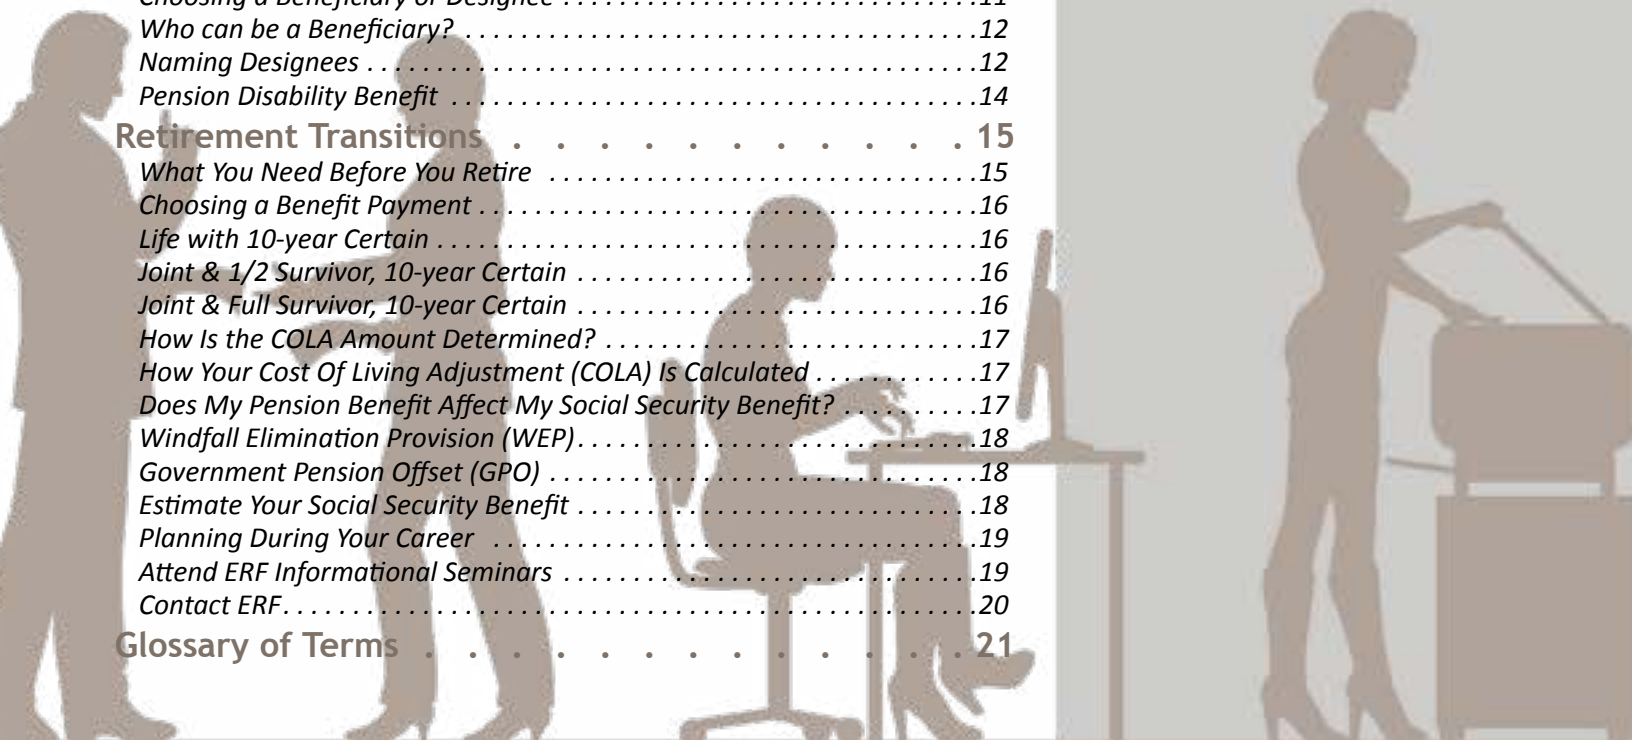 Choosing a Beneficiary or Designee . . . . . . . . . . . . . . . . . . . . . . . . . . . . . . . . . . . .11
Who can be a Beneficiary? . . . . . . . . . . . . . . . . . . . . . . . . . . . . . . . . . . . . . . . . . . .12
Naming Designees . . . . . . . . . . . . . . . . . . . . . . . . . . . . . . . . . . . . . . . . . . . . . . . . . . .12
Pension Disability Benefit . . . . . . . . . . . . . . . . . . . . . . . . . . . . . . . . . . . . . . . . . . . .14
Retirement Transitions . . . . . . . . . . . 15
What You Need Before You Retire . . . . . . . . . . . . . . . . . . . . . . . . . . . . . . . . . . . . .15
Choosing a Benefit Payment . . . . . . . . . . . . . . . . . . . . . . . . . . . . . . . . . . . . . . . . . .16
Life with 10-year Certain . . . . . . . . . . . . . . . . . . . . . . . . . . . . . . . . . . . . . . . . . . . . .16
Joint & 1/2 Survivor, 10-year Certain . . . . . . . . . . . . . . . . . . . . . . . . . . . . . . . . . .16
Joint & Full Survivor, 10-year Certain . . . . . . . . . . . . . . . . . . . . . . . . . . . . . . . . . .16
How Is the COLA Amount Determined? . . . . . . . . . . . . . . . . . . . . . . . . . . . . . . . .17
How Your Cost Of Living Adjustment (COLA) Is Calculated . . . . . . . . . . . .17
Does My Pension Benefit Affect My Social Security Benefit? . . . . . . . . . .17
Windfall Elimination Provision (WEP). . . . . . . . . . . . . . . . . . . . . . . . . . . . . . . . . .18
Government Pension Offset (GPO) . . . . . . . . . . . . . . . . . . . . . . . . . . . . . . . . . . . .18
Estimate Your Social Security Benefit . . . . . . . . . . . . . . . . . . . . . . . . . . . . . . . . . .18
Planning During Your Career . . . . . . . . . . . . . . . . . . . . . . . . . . . . . . . . . . . . . . . . .19
Attend ERF Informational Seminars . . . . . . . . . . . . . . . . . . . . . . . . . . . . . . . . . . .19
Contact ERF. . . . . . . . . . . . . . . . . . . . . . . . . . . . . . . . . . . . . . . . . . . . . . . . . . . . . . . . .20
Glossary of Terms . . . . . . . . . . . . . 21